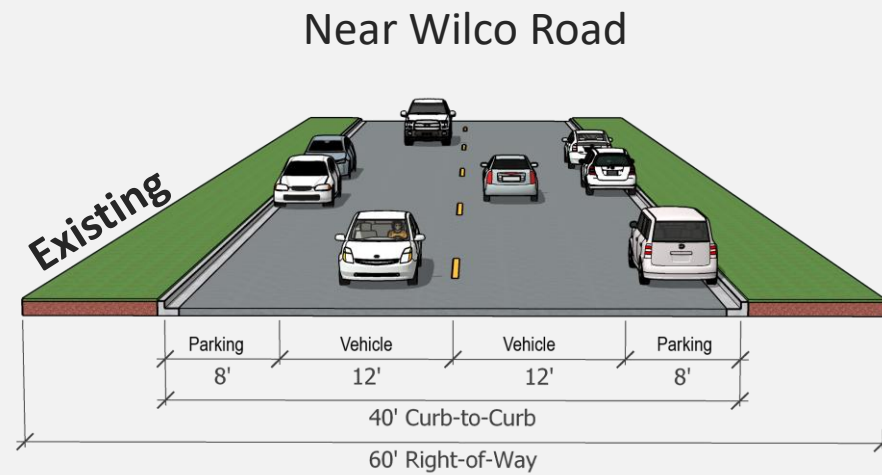 Near Wilco Road
Existing
Parking Vehicle Vehicle Parking
8' 12' 12' 8'
40' Curb-to-Curb
60' Right-of-Way